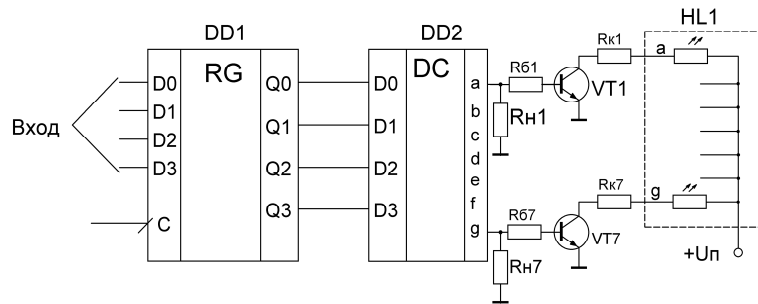 HL1
DD1
DD2
RG
DC
Вход
D0
D1
D2
D3
C
Q0
Q1
Q2
Q3
D0
D1
D2
D3
a
b
c
d
e
f
g
Rб1
Rн1
VT1
Rк1
a
Rб7
Rн7
VT7
Rк7
g
+Uп